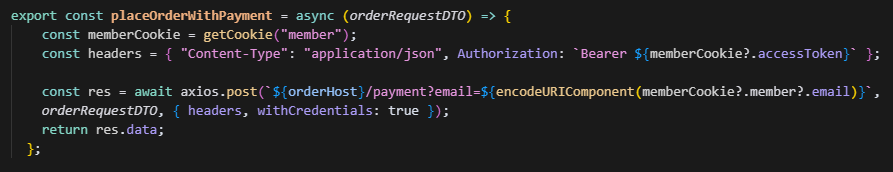 export const placeOrderWithPayment = async (orderRequestDTO) => {
const memberCookie = getCookie("member");
const headers = { "Content-Type": "application/json", Authorization: `Bearer ${memberCookie?.accessToken}` };
const res = await axios.post(`${orderHost}/payment?email=${encodeURIComponent(memberCookie?.member?.email)}`,
orderRequestDTO, { headers, withCredentials: true });
return res.data;
};